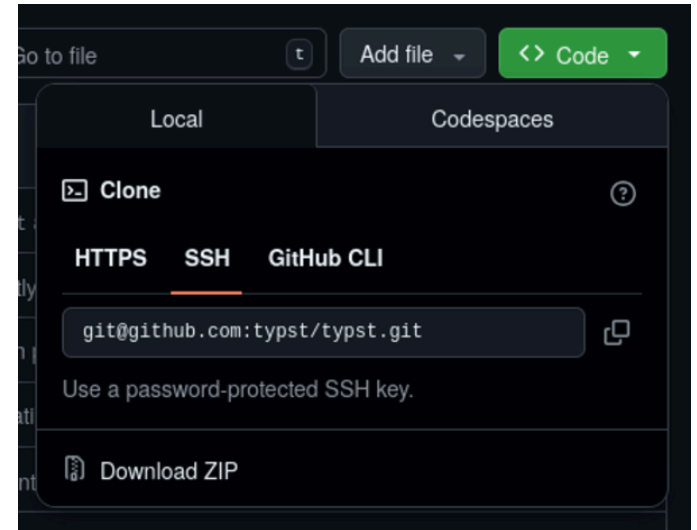 Go to file t Add file Code
Local Codespaces
Clone
HTTPS SSH GitHub CLI
git@github.com:typst/typst.git
Use a password-protected SSH key.
Download ZIP